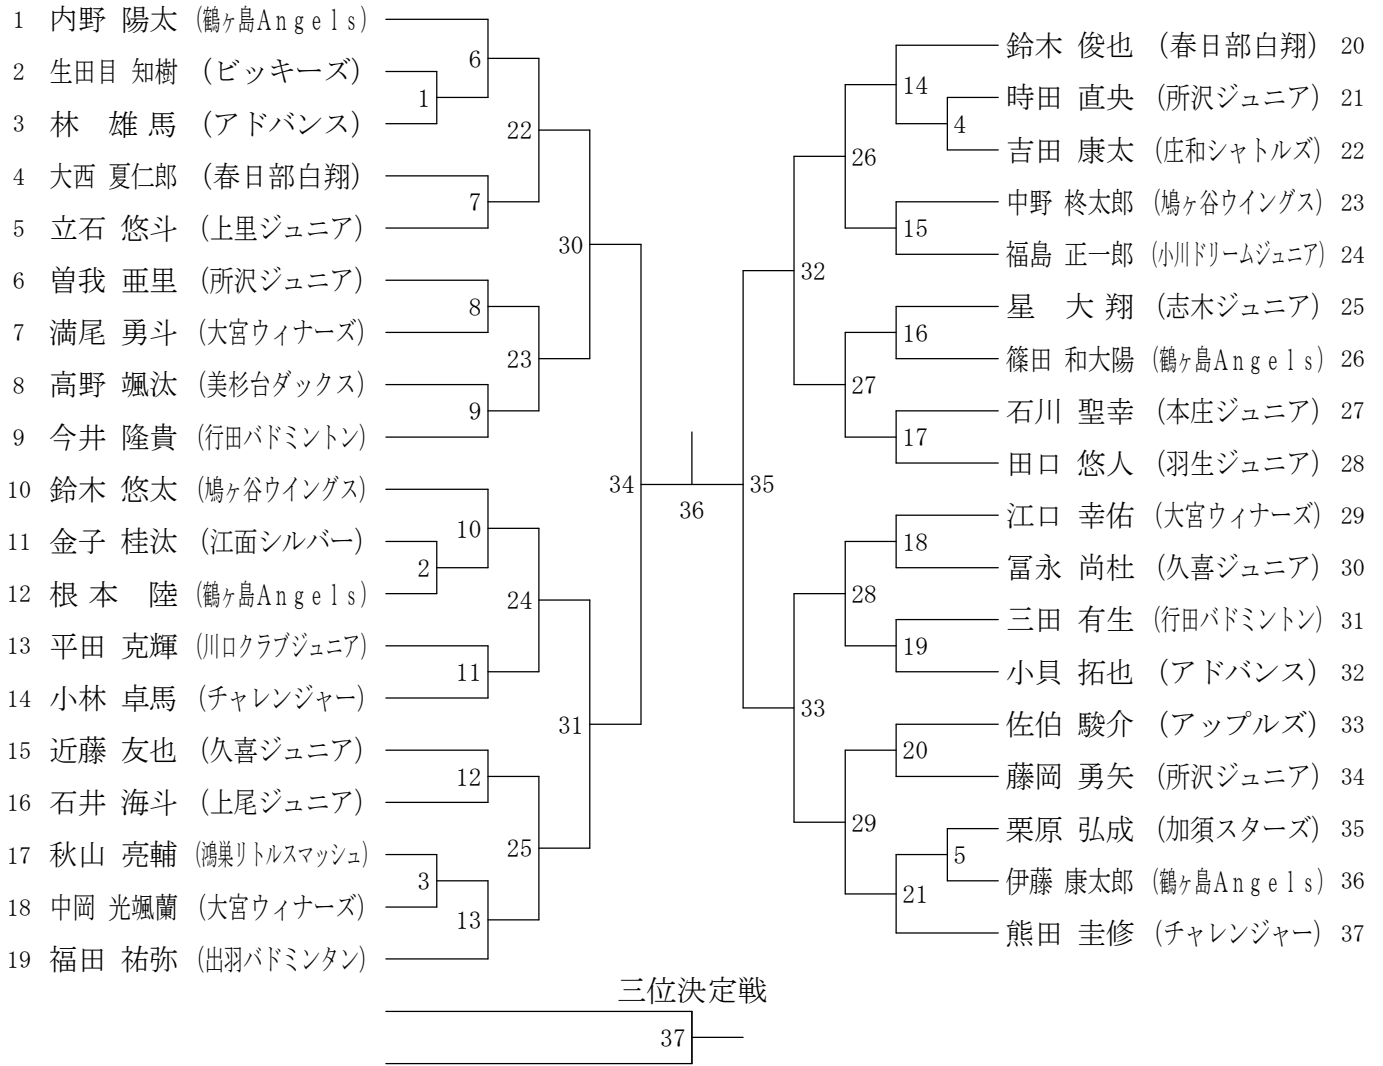 1 内野 陽太 (鶴ヶ島Angels)
2 生田目 知樹 (ビッキーズ)
3 林 雄馬 (アドバンス)
4 大西 夏仁郎 (春日部白翔)
5 立石 悠斗 (上里ジュニア)
6 曽我 亜里 (所沢ジュニア)
7 満尾 勇斗 (大宮ウィナーズ)
8 高野 颯汰 (美杉台ダックス)
9 今井 隆貴 (行田バドミントン)
10 鈴木 悠太 (鳩ヶ谷ウイングス)
11 金子 桂汰 (江面シルバー)
12 根本 陸 (鶴ヶ島Angels)
13 平田 克輝 (川口クラブジュニア)
14 小林 卓馬 (チャレンジャー)
15 近藤 友也 (久喜ジュニア)
16 石井 海斗 (上尾ジュニア)
17 秋山 亮輔 (鴻巣リトルスマッシュ)
18 中岡 光颯蘭 (大宮ウィナーズ)
19 福田 祐弥 (出羽バドミンタン)
6
1
22
7
30
8
23
9
34
10
2
24
11
31
12
25
3
13
36
35
14
4
26
15
32
16
27
17
18
28
19
33
20
29
5
21
鈴木 俊也 (春日部白翔) 20
時田 直央 (所沢ジュニア) 21
吉田 康太 (庄和シャトルズ) 22
中野 柊太郎 (鳩ヶ谷ウイングス) 23
福島 正一郎 (小川ドリームジュニア) 24
星 大翔 (志木ジュニア) 25
篠田 和大陽 (鶴ヶ島Angels) 26
石川 聖幸 (本庄ジュニア) 27
田口 悠人 (羽生ジュニア) 28
江口 幸佑 (大宮ウィナーズ) 29
冨永 尚杜 (久喜ジュニア) 30
三田 有生 (行田バドミントン) 31
小貝 拓也 (アドバンス) 32
佐伯 駿介 (アップルズ) 33
藤岡 勇矢 (所沢ジュニア) 34
栗原 弘成 (加須スターズ) 35
伊藤 康太郎 (鶴ヶ島Angels) 36
熊田 圭修 (チャレンジャー) 37
三位決定戦
37